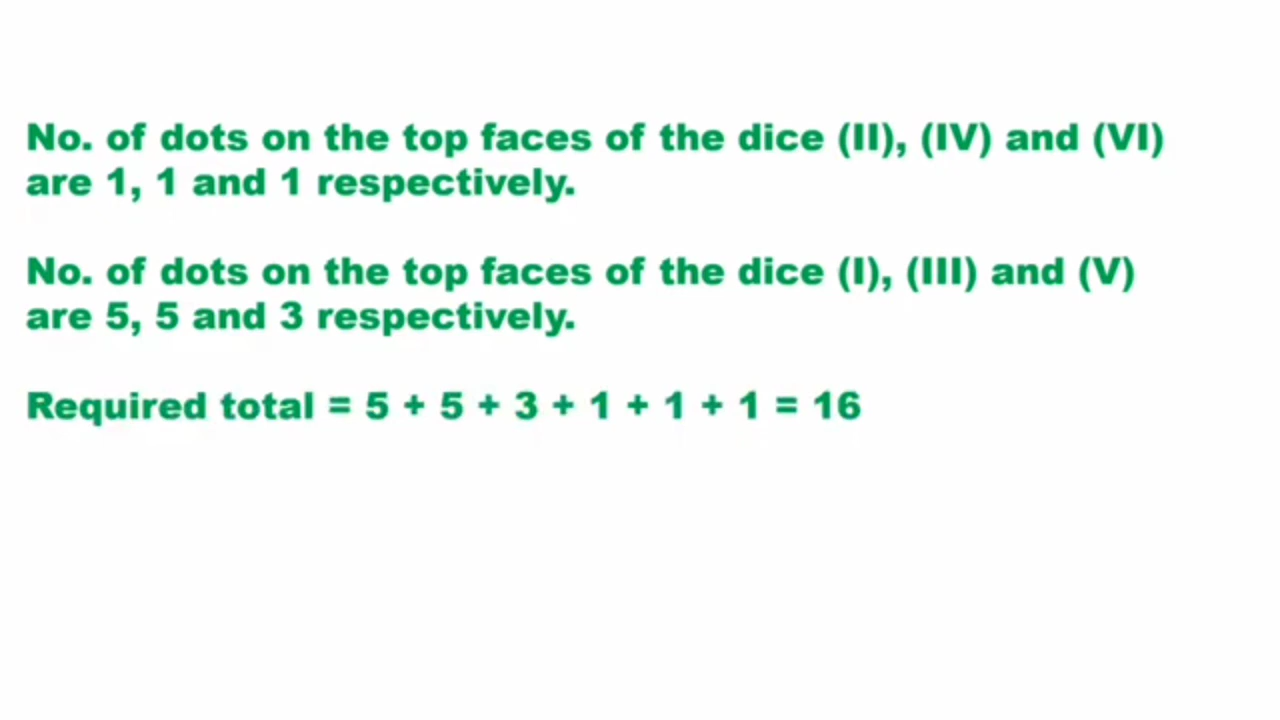 No. of dots on the top faces of the dice (II), (IV) and (VI)
are 1, 1 and 1 respectively.
No. of dots on the top faces of the dice (I), (III) and (V)
are 5, 5 and 3 respectively.
Required total = 5 + 5 + 3 + 1 + 1 + 1 = 16